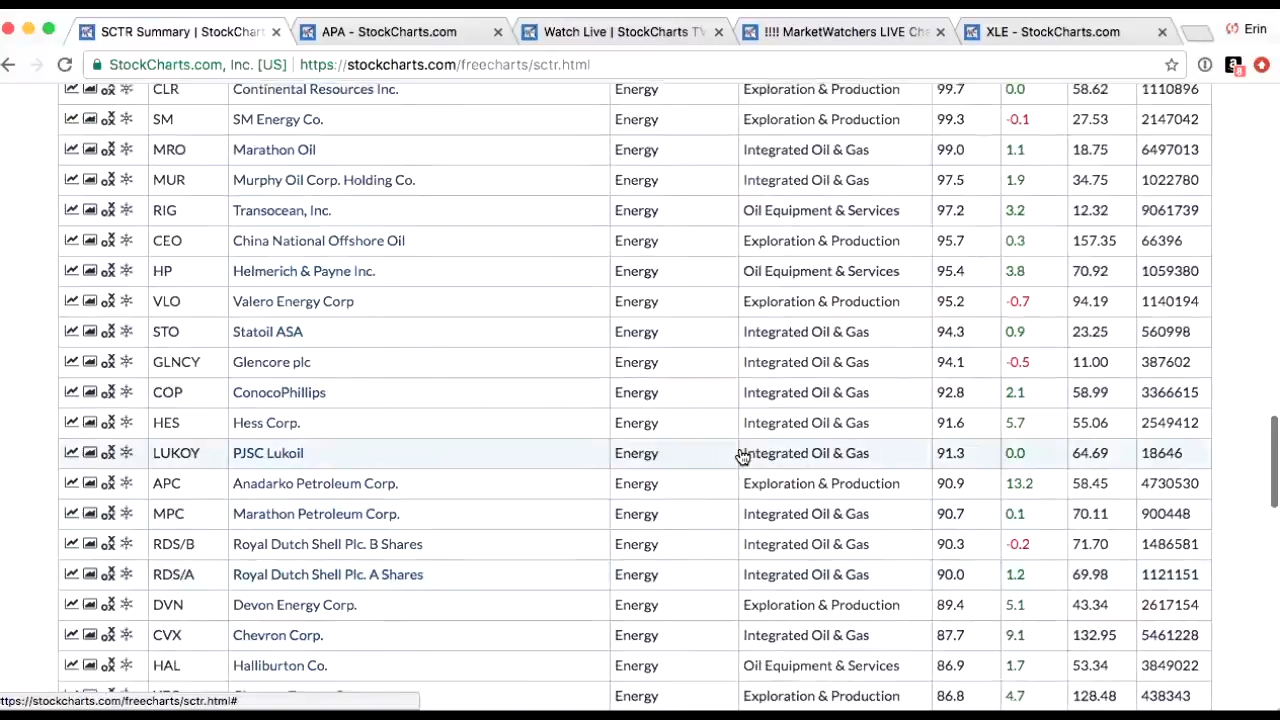 SCTR Summary | StockChart
APA - StockCharts.com
Watch Live | StockCharts TV
!!!! MarketWatchers LIVE Cha
XLE - StockCharts.com
Erin
StockCharts.com, Inc. [US] https://stockcharts.com/freecharts/sctr.html
8
CLR Continental Resources Inc. Energy Exploration & Production 99.7 0.0 58.62 1110896
SM SM Energy Co. Energy Exploration & Production 99.3 -0.1 27.53 2147042
MRO Marathon Oil Energy Integrated Oil & Gas 99.0 1.1 18.75 6497013
MUR Murphy Oil Corp. Holding Co. Energy Integrated Oil & Gas 97.5 1.9 34.75 1022780
RIG Transocean, Inc. Energy Oil Equipment & Services 97.2 3.2 12.32 9061739
CEO China National Offshore Oil Energy Exploration & Production 95.7 0.3 157.35 66396
HP Helmerich & Payne Inc. Energy Oil Equipment & Services 95.4 3.8 70.92 1059380
VLO Valero Energy Corp Energy Exploration & Production 95.2 -0.7 94.19 1140194
STO Statoil ASA Energy Integrated Oil & Gas 94.3 0.9 23.25 560998
GLNCY Glencore plc Energy Integrated Oil & Gas 94.1 -0.5 11.00 387602
COP ConocoPhillips Energy Integrated Oil & Gas 92.8 2.1 58.99 3366615
HES Hess Corp. Energy Integrated Oil & Gas 91.6 5.7 55.06 2549412
LUKOY PJSC Lukoil Energy Integrated Oil & Gas 91.3 0.0 64.69 18646
APC Anadarko Petroleum Corp. Energy Exploration & Production 90.9 13.2 58.45 4730530
MPC Marathon Petroleum Corp. Energy Integrated Oil & Gas 90.7 0.1 70.11 900448
RDS/B Royal Dutch Shell Plc. B Shares Energy Integrated Oil & Gas 90.3 -0.2 71.70 1486581
RDS/A Royal Dutch Shell Plc. A Shares Energy Integrated Oil & Gas 90.0 1.2 69.98 1121151
DVN Devon Energy Corp. Energy Exploration & Production 89.4 5.1 43.34 2617154
CVX Chevron Corp. Energy Integrated Oil & Gas 87.7 9.1 132.95 5461228
HAL Halliburton Co. Energy Oil Equipment & Services 86.9 1.7 53.34 3849022
Energy Exploration & Production 86.8 4.7 128.48 438343
ttps://stockcharts.com/freecharts/sctr.html#